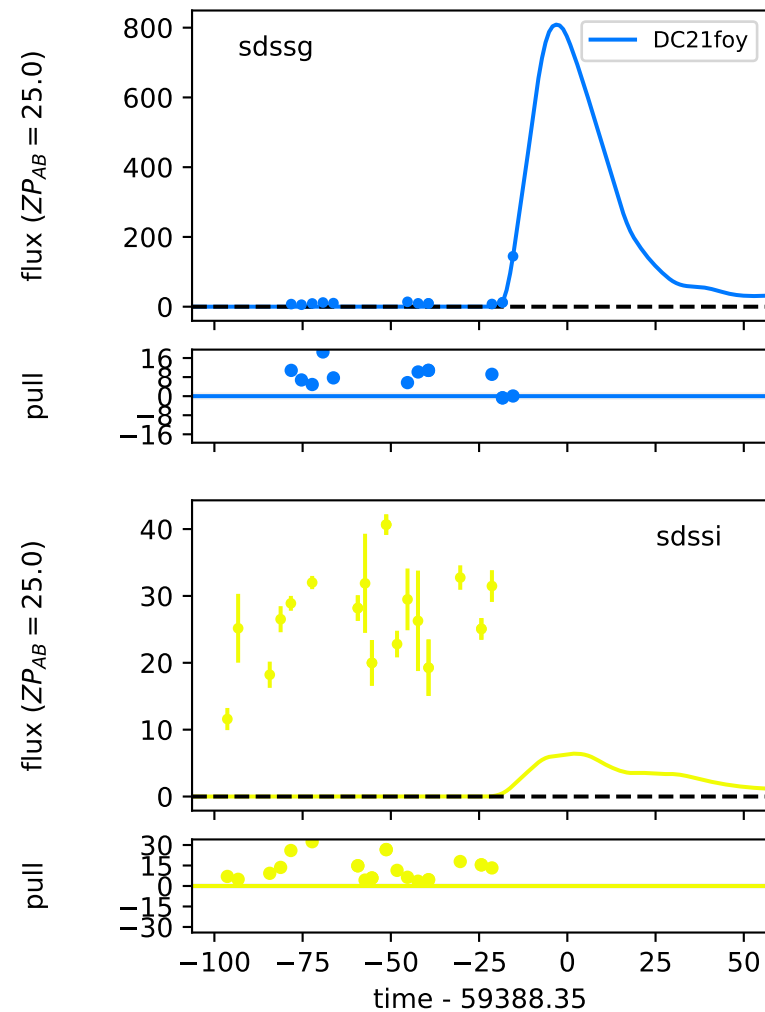 800
sdssg
DC21foy
600
400
200
0
flux (ZP_AB = 25.0)
16
8
0
−8
−16
pull
40
sdssi
30
20
10
0
flux (ZP_AB = 25.0)
30
15
0
−15
−30
pull
−100 −75 −50 −25 0 25 50
time - 59388.35